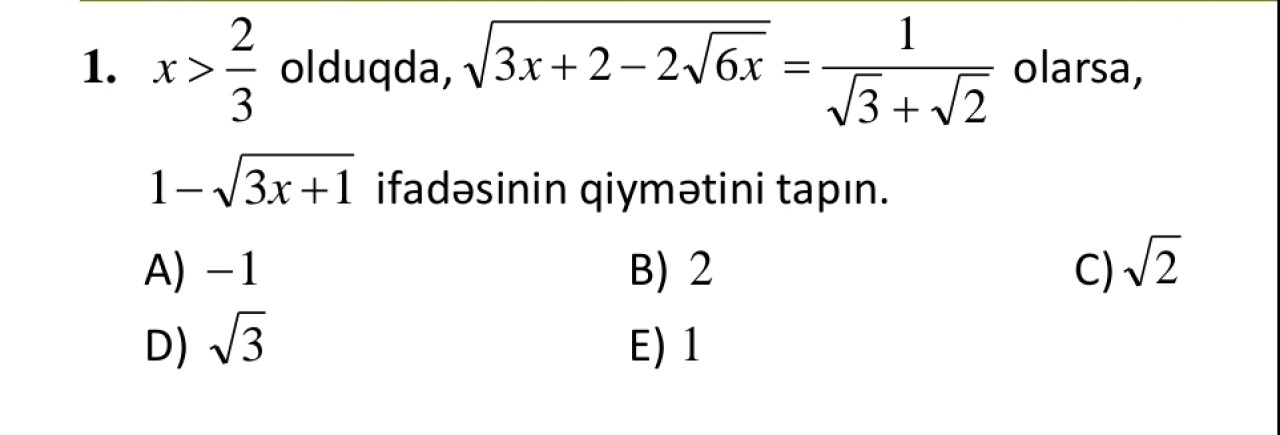 1. x > 2/3 olduqda, √(3x + 2 − 2√(6x)) = 1/(√3 + √2) olarsa,
1 − √(3x + 1) ifadəsinin qiymətini tapın.
A) −1 B) 2 C) √2
D) √3 E) 1